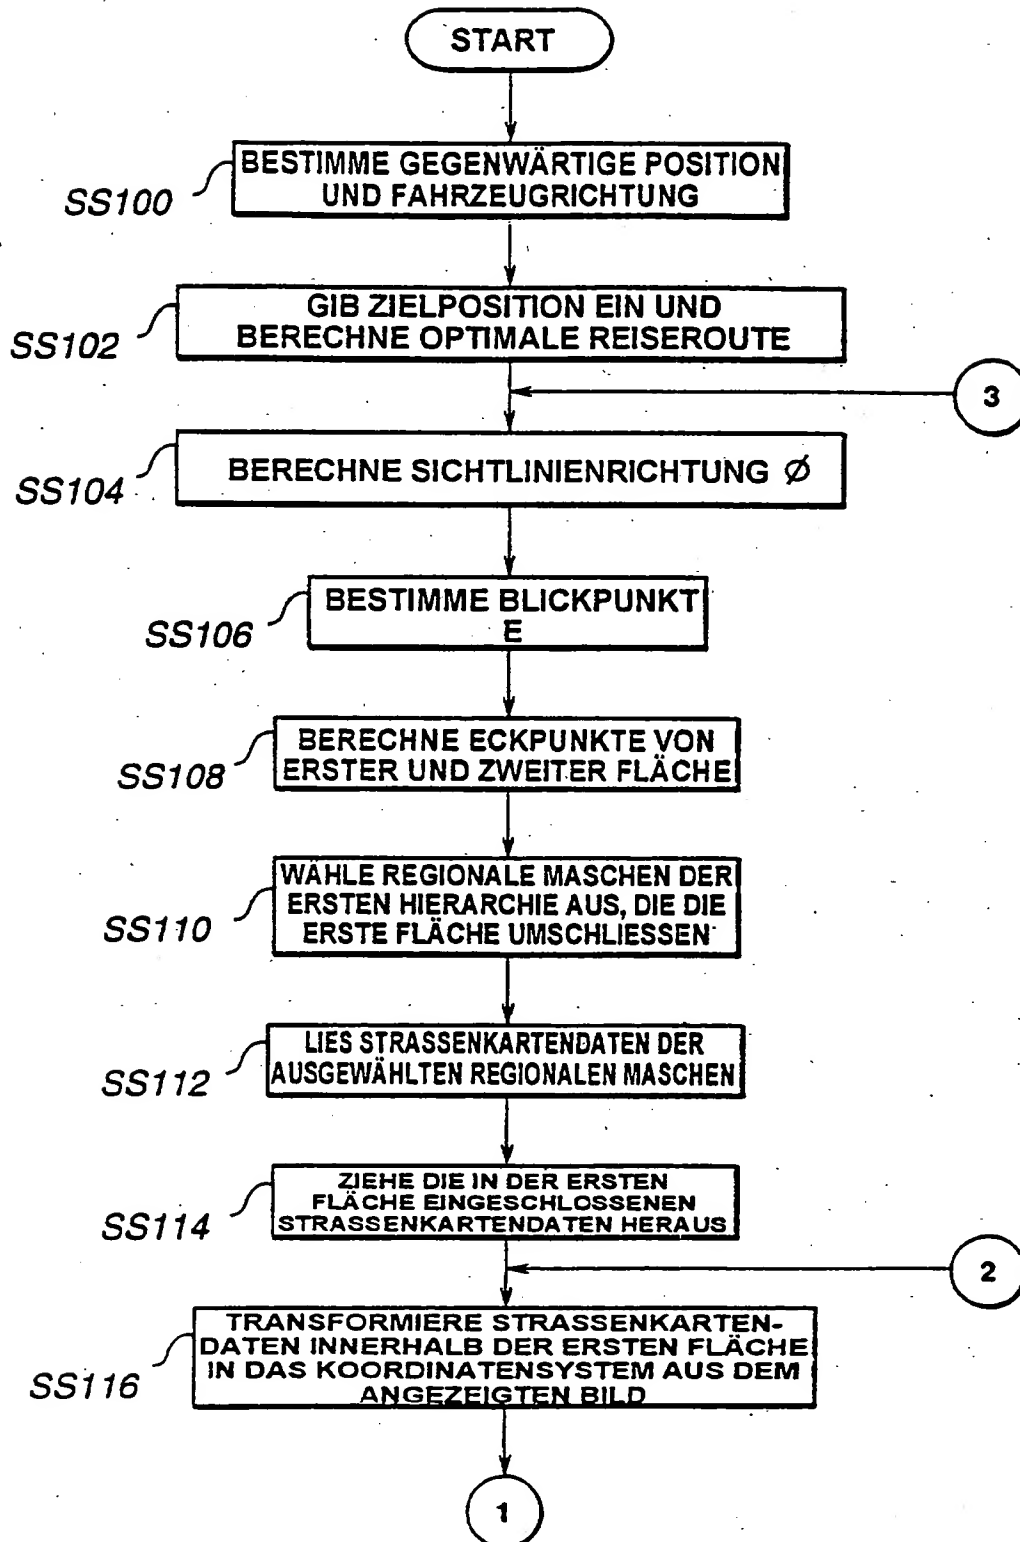 START
BESTIMME GEGENWÄRTIGE POSITION
UND FAHRZEUGRICHTUNG
SS100
GIB ZIELPOSITION EIN UND
BERECHNE OPTIMALE REISEROUTE
SS102
3
BERECHNE SICHTLINIENRICHTUNG Ø
SS104
BESTIMME BLICKPUNKT
E
SS106
BERECHNE ECKPUNKTE VON
ERSTER UND ZWEITER FLÄCHE
SS108
WÄHLE REGIONALE MASCHEN DER
ERSTEN HIERARCHIE AUS, DIE DIE
ERSTE FLÄCHE UMSCHLIESSEN
SS110
LIES STRASSENKARTENDATEN DER
AUSGEWÄHLTEN REGIONALEN MASCHEN
SS112
ZIEHE DIE IN DER ERSTEN
FLÄCHE EINGESCHLOSSENEN
STRASSENKARTENDATEN HERAUS
SS114
2
TRANSFORMIERE STRASSENKARTEN-
DATEN INNERHALB DER ERSTEN FLÄCHE
IN DAS KOORDINATENSYSTEM AUS DEM
ANGEZEIGTEN BILD
SS116
1